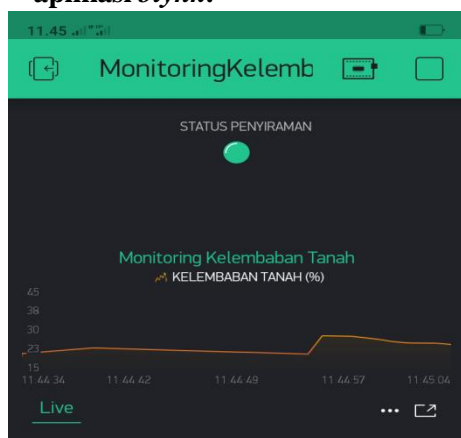 aplikasi blynk.
11.45
MonitoringKelemb
STATUS PENYIRAMAN
Monitoring Kelembaban Tanah
KELEMBABAN TANAH (%)
45
38
30
23
15
11:44:34 11:44:42 11:44:49 11:44:57 11:45:04
Live